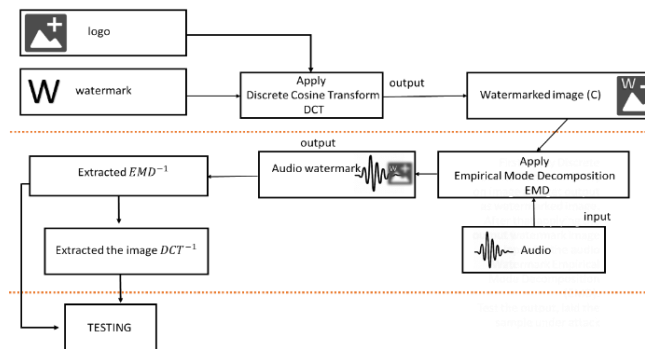 logo
W watermark
Apply
Discrete Cosine Transform
DCT
output
Watermarked image (C)
W
output
Extracted EMD⁻¹
Audio watermark
Apply
Empirical Mode Decomposition
EMD
input
Extracted the image DCT⁻¹
Audio
TESTING